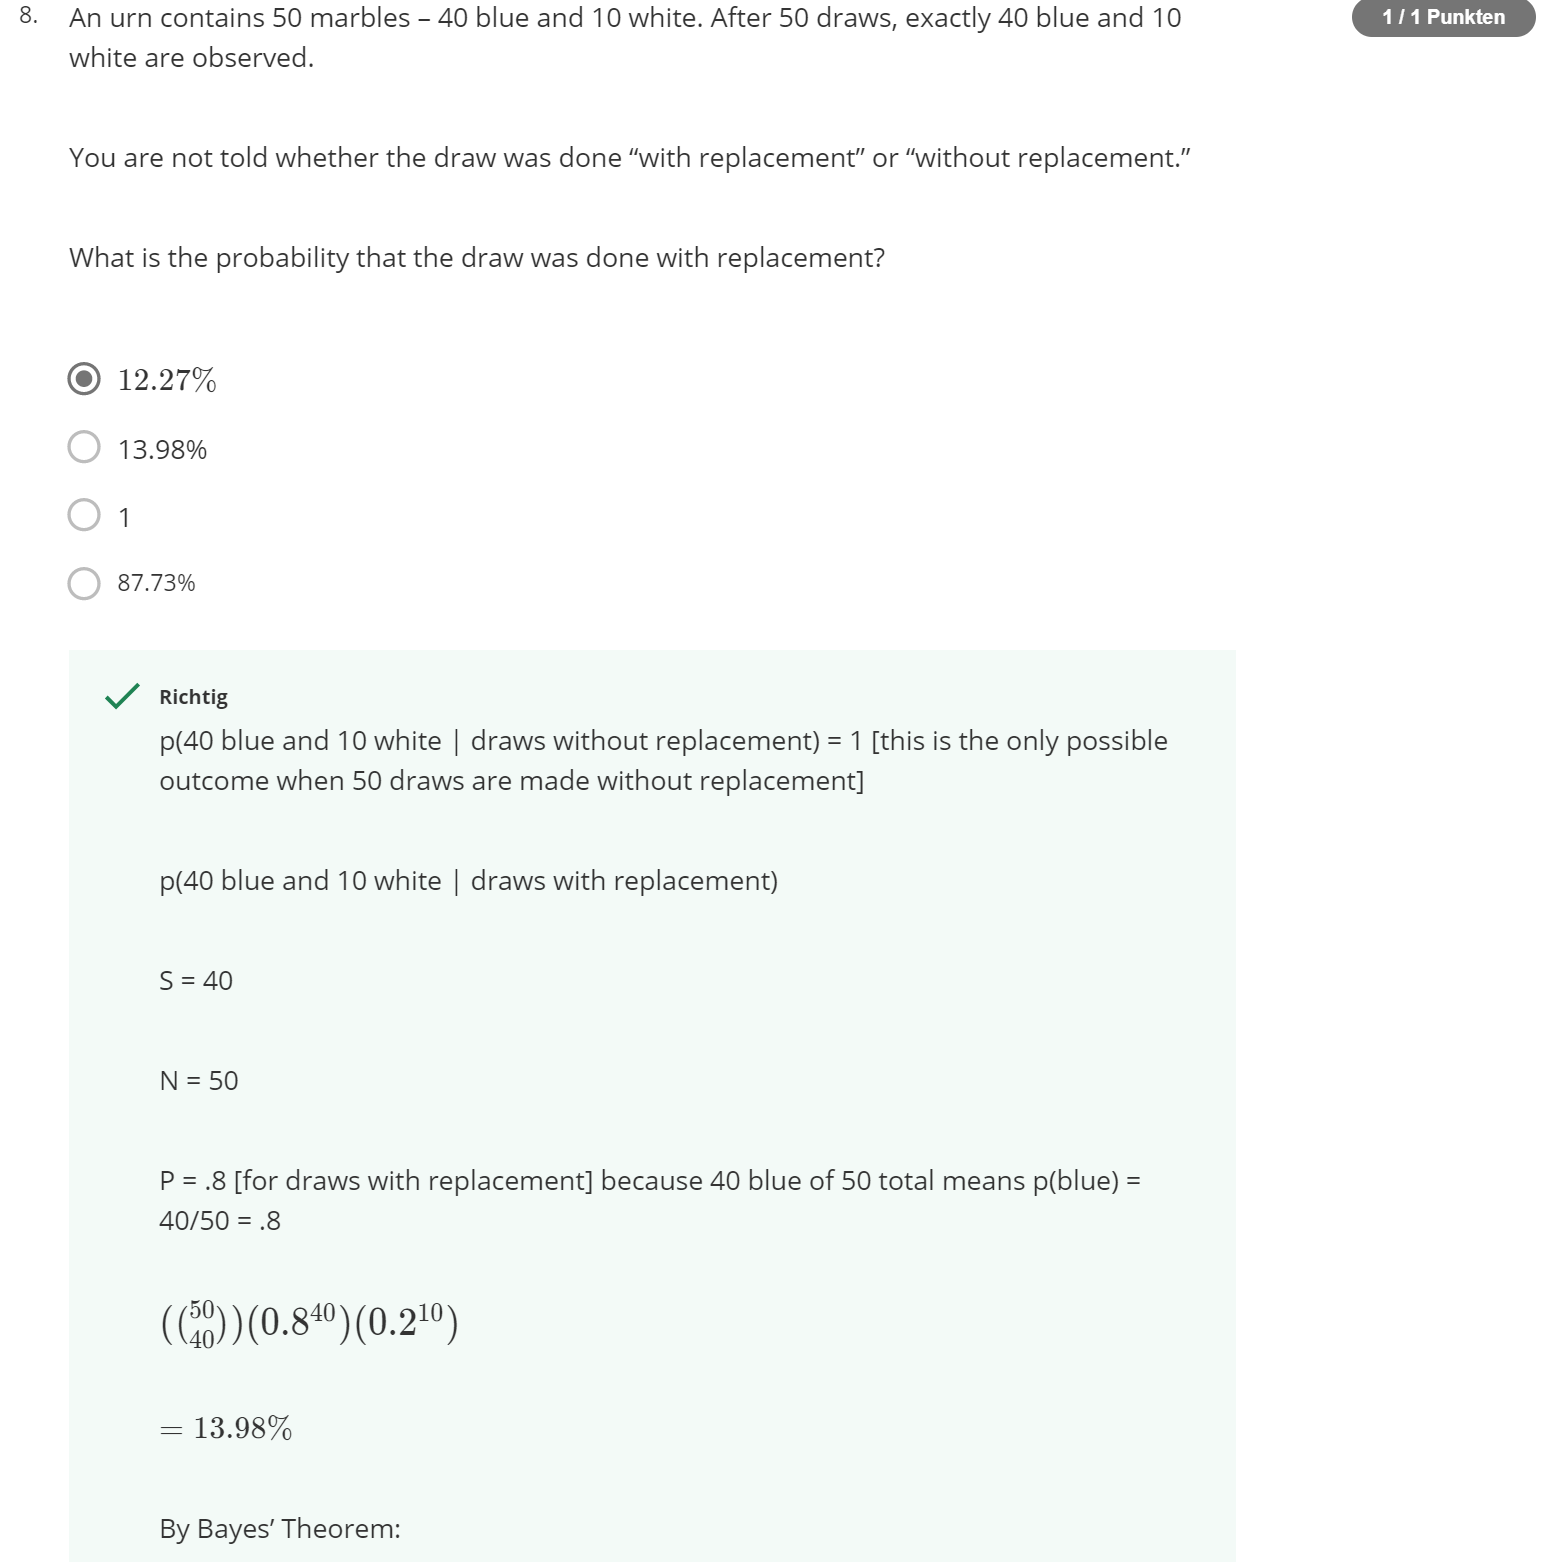 8. An urn contains 50 marbles – 40 blue and 10 white. After 50 draws, exactly 40 blue and 10
1 / 1 Punkten
white are observed.
You are not told whether the draw was done “with replacement” or “without replacement.”
What is the probability that the draw was done with replacement?
12.27%
13.98%
1
87.73%
Richtig
p(40 blue and 10 white | draws without replacement) = 1 [this is the only possible
outcome when 50 draws are made without replacement]
p(40 blue and 10 white | draws with replacement)
S = 40
N = 50
P = .8 [for draws with replacement] because 40 blue of 50 total means p(blue) =
40/50 = .8
((50 40))(0.8^40)(0.2^10)
= 13.98%
By Bayes’ Theorem: